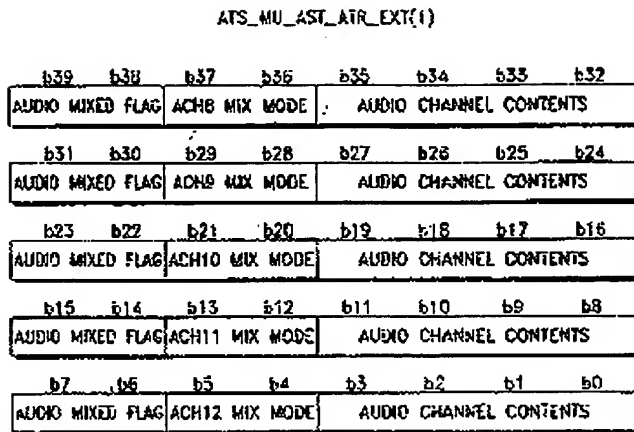 ATS_MU_AST_ATR_EXT(1)
b39 b38 b37 b36 b35 b34 b33 b32
AUDIO MIXED FLAG ACH8 MIX MODE AUDIO CHANNEL CONTENTS
b31 b30 b29 b28 b27 b26 b25 b24
AUDIO MIXED FLAG ACH9 MIX MODE AUDIO CHANNEL CONTENTS
b23 b22 b21 b20 b19 b18 b17 b16
AUDIO MIXED FLAG ACH10 MIX MODE AUDIO CHANNEL CONTENTS
b15 b14 b13 b12 b11 b10 b9 b8
AUDIO MIXED FLAG ACH11 MIX MODE AUDIO CHANNEL CONTENTS
b7 b6 b5 b4 b3 b2 b1 b0
AUDIO MIXED FLAG ACH12 MIX MODE AUDIO CHANNEL CONTENTS